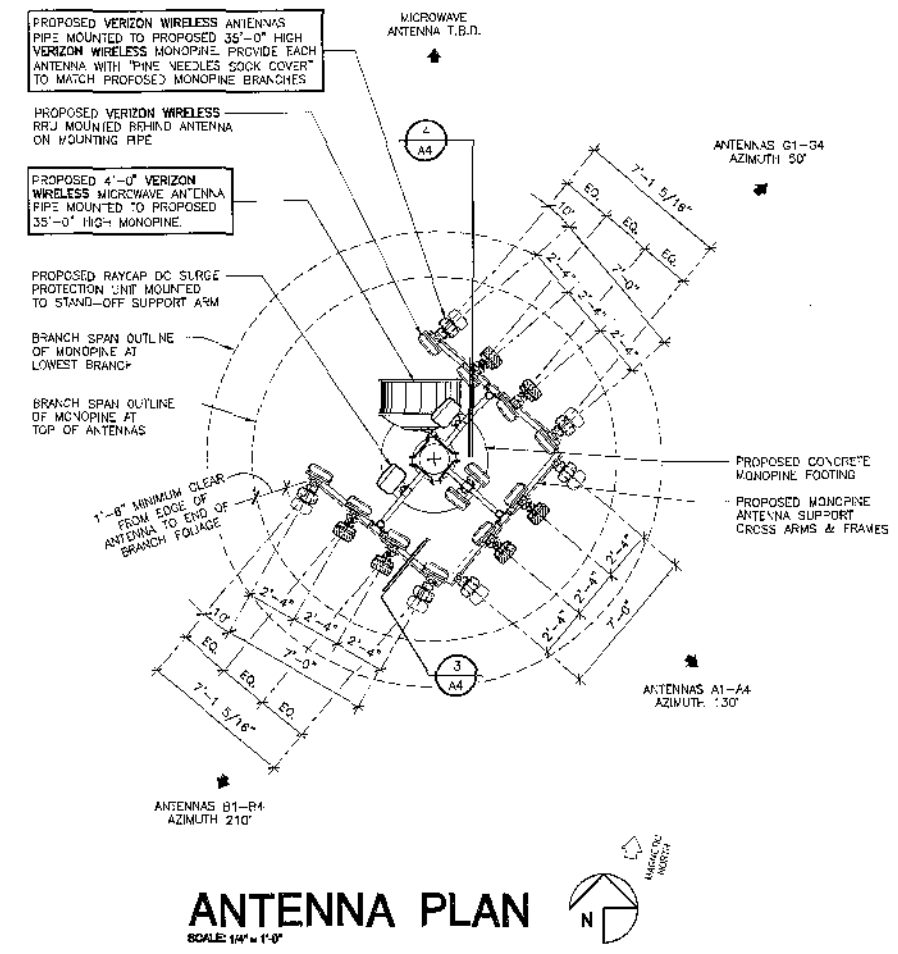 PROPOSED VERIZON WIRELESS ANTENNAS
PIPE MOUNTED TO PROPOSED 35'-0" HIGH
VERIZON WIRELESS MONOPINE. PROVIDE EACH
ANTENNA WITH "PINE NEEDLES SOCK COVER"
TO MATCH PROPOSED MONOPINE BRANCHES
PROPOSED VERIZON WIRELESS
RRU MOUNTED BEHIND ANTENNA
ON MOUNTING PIPE
PROPOSED 4'-0" VERIZON
WIRELESS MICROWAVE ANTENNA
PIPE MOUNTED TO PROPOSED
35'-0" HIGH MONOPINE.
PROPOSED RAYCAP DC SURGE
PROTECTION UNIT MOUNTED
TO STAND-OFF SUPPORT ARM
BRANCH SPAN OUTLINE
OF MONOPINE AT
LOWEST BRANCH
BRANCH SPAN OUTLINE
OF MONOPINE AT
TOP OF ANTENNAS
1'-6" MINIMUM CLEAR
FROM EDGE OF
ANTENNA TO END OF
BRANCH FOLIAGE
MICROWAVE
ANTENNA T.B.D.
4
A4
ANTENNAS G1-G4
AZIMUTH 50°
7'-1 5/16"
EQ.
EQ.
EQ.
10"
7'-0"
2'-4"
2'-4"
2'-4"
PROPOSED CONCRETE
MONOPINE FOOTING
PROPOSED MONOPINE
ANTENNA SUPPORT
CROSS ARMS & FRAMES
2'-4"
2'-4"
2'-4"
7'-0"
ANTENNAS A1-A4
AZIMUTH 130°
3
A4
2'-4"
2'-4"
2'-4"
10"
7'-0"
EQ.
EQ.
EQ.
7'-1 5/16"
ANTENNAS B1-B4
AZIMUTH 210°
ANTENNA PLAN
SCALE: 1/4" = 1'-0"
N
MAGNETIC
NORTH